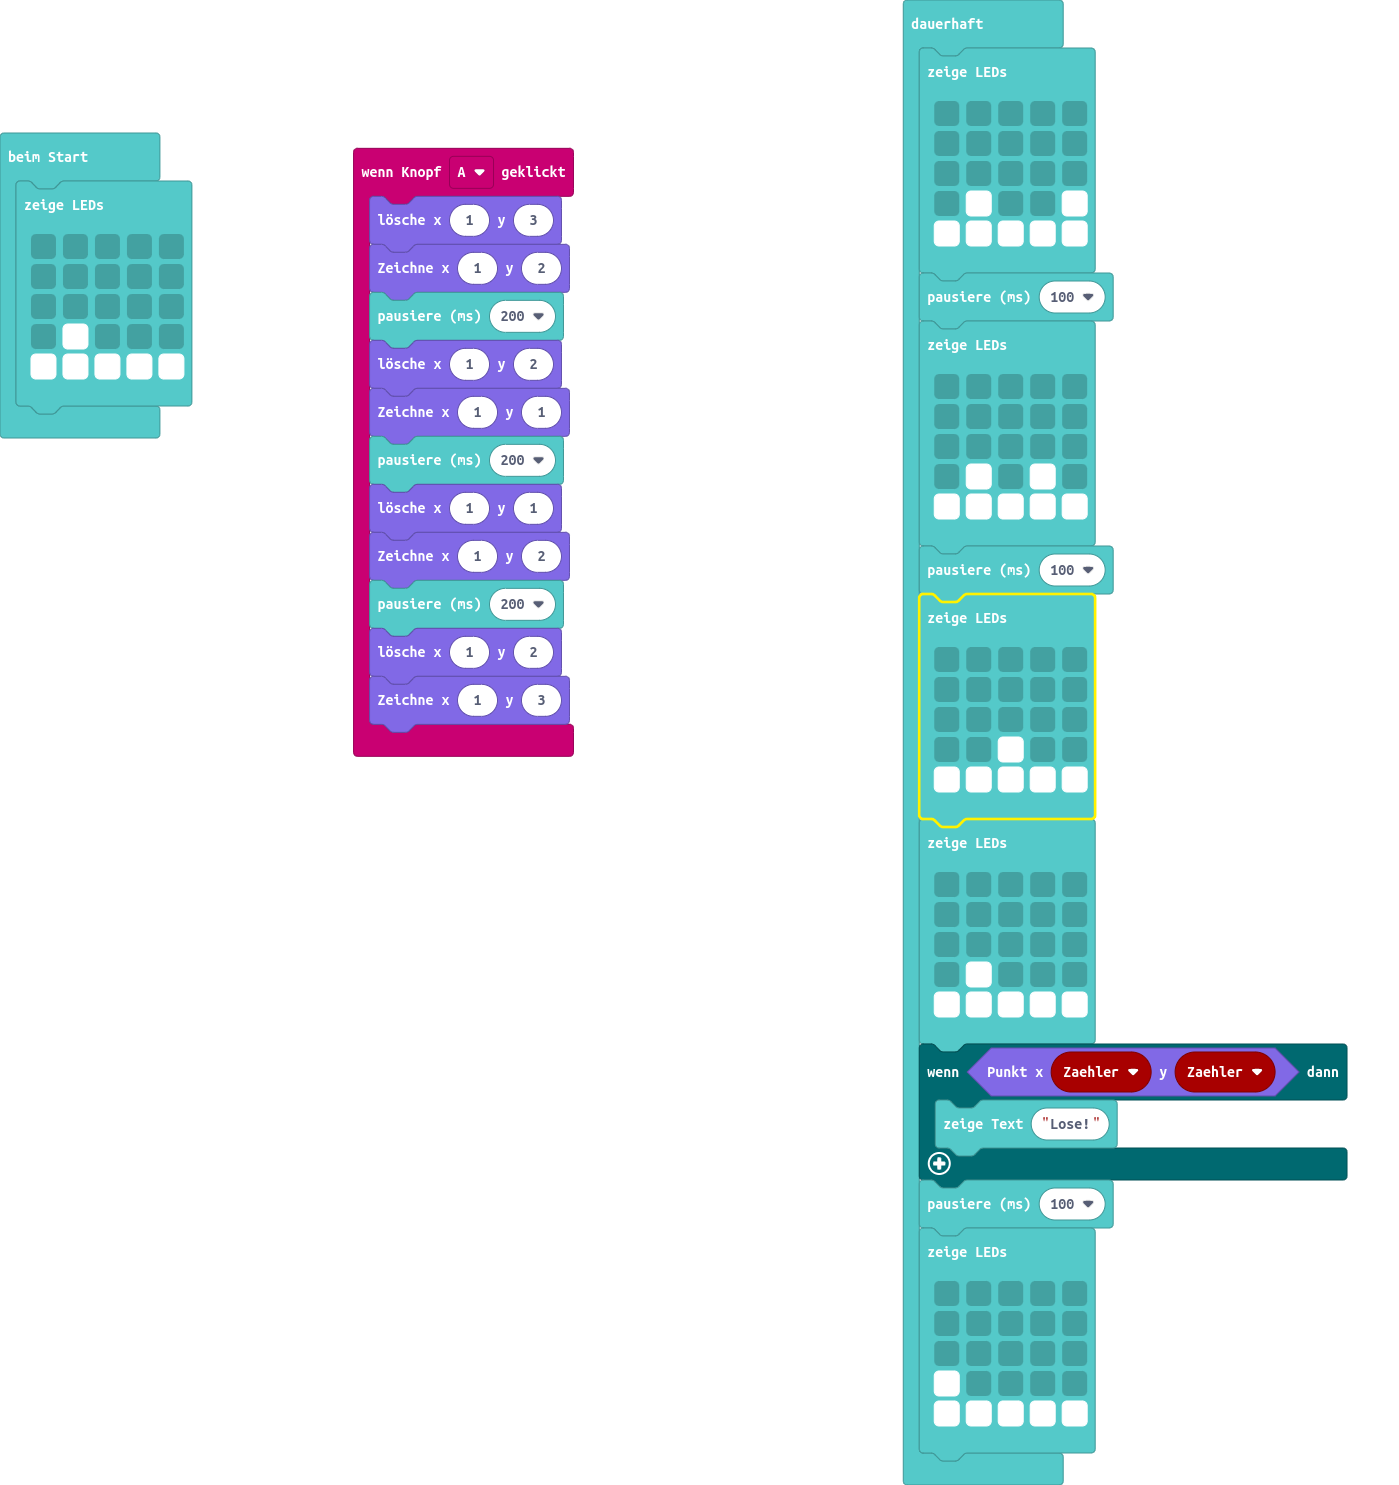 beim Start
zeige LEDs
wenn Knopf A geklickt
lösche x 1 y 3
Zeichne x 1 y 2
pausiere (ms) 200
lösche x 1 y 2
Zeichne x 1 y 1
pausiere (ms) 200
lösche x 1 y 1
Zeichne x 1 y 2
pausiere (ms) 200
lösche x 1 y 2
Zeichne x 1 y 3
dauerhaft
zeige LEDs
pausiere (ms) 100
zeige LEDs
pausiere (ms) 100
zeige LEDs
zeige LEDs
wenn Punkt x Zaehler y Zaehler dann
zeige Text "Lose!"
pausiere (ms) 100
zeige LEDs